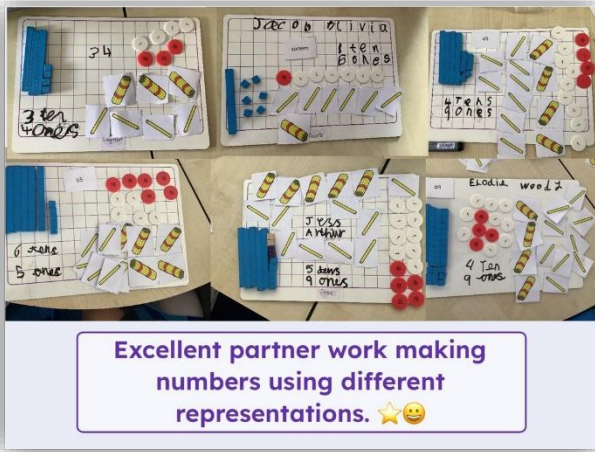 34
3 ten
4 ones
Jacob olivia
1 ten
6 ones
49
4 Tens
9 ones
65
6 tens
5 ones
Jess
Arthur
5 tens
9 ones
49
Elodie woody
4 Ten
9 ones
Excellent partner work making
numbers using different
representations. ⭐😀